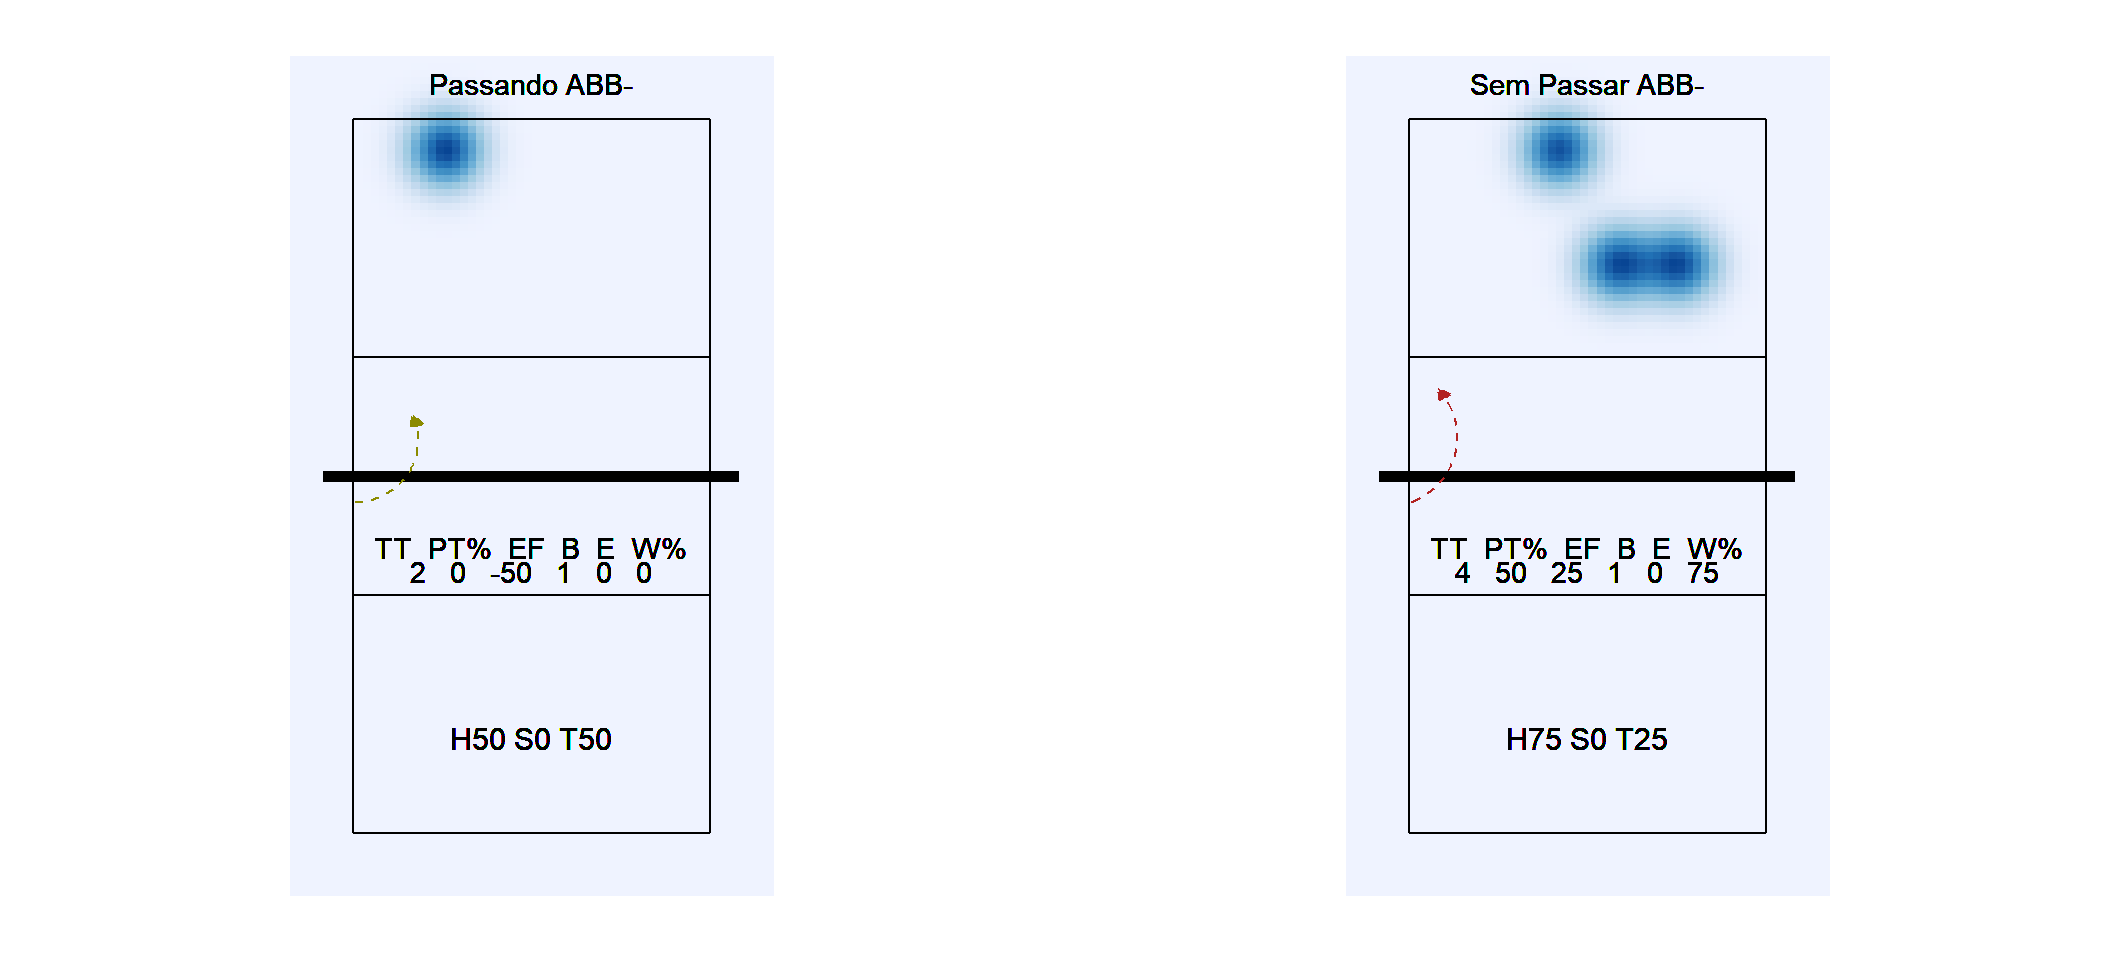 Passando ABB-
TT PT% EF B E W%
2 0 -50 1 0 0
H50 S0 T50
Sem Passar ABB-
TT PT% EF B E W%
4 50 25 1 0 75
H75 S0 T25